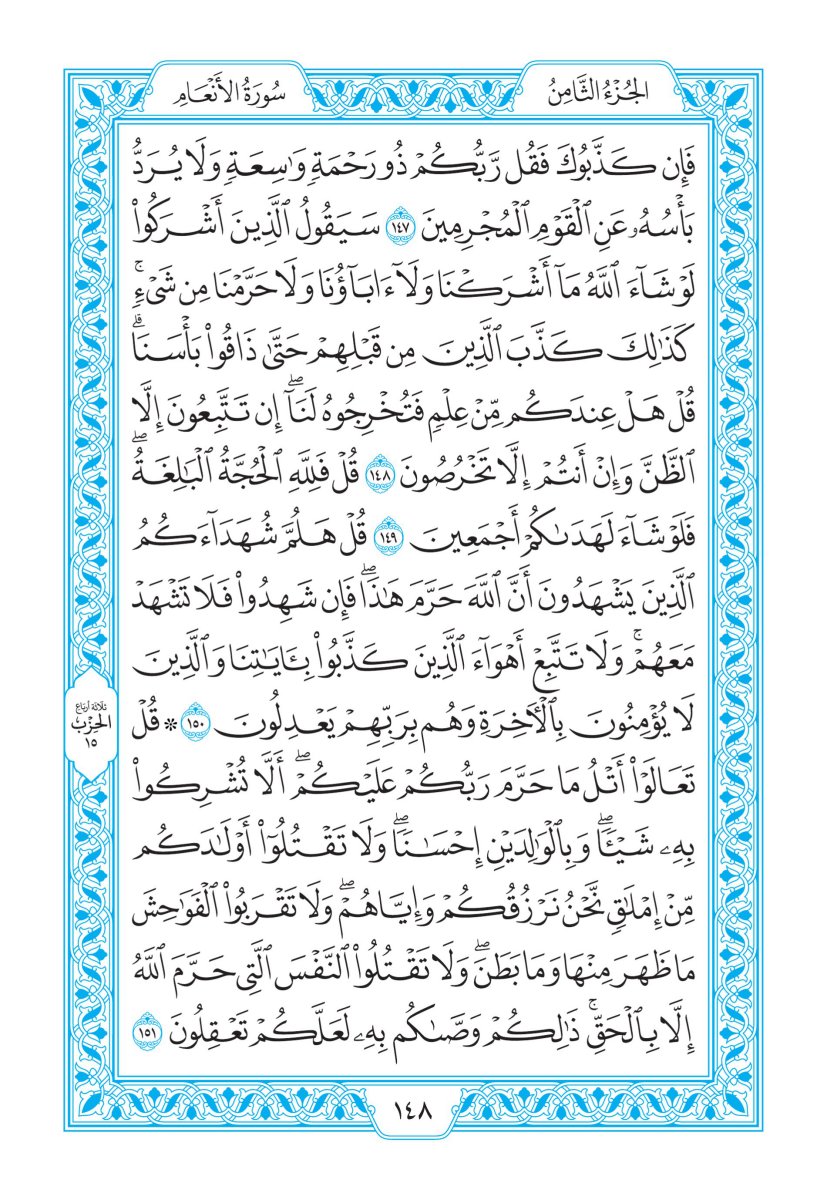 الجُزْءُ الثَّامِنُ
سُورَةُ الأَنْعَامِ
فَإِن كَذَّبُوكَ فَقُل رَّبُّكُمْ ذُو رَحْمَةٍ وَٰسِعَةٍ وَلَا يُرَدُّ
بَأْسُهُۥ عَنِ ٱلْقَوْمِ ٱلْمُجْرِمِينَ ١٤٧ سَيَقُولُ ٱلَّذِينَ أَشْرَكُوا۟
لَوْ شَآءَ ٱللَّهُ مَآ أَشْرَكْنَا وَلَآ ءَابَآؤُنَا وَلَا حَرَّمْنَا مِن شَىْءٍ ۚ
كَذَٰلِكَ كَذَّبَ ٱلَّذِينَ مِن قَبْلِهِمْ حَتَّىٰ ذَاقُوا۟ بَأْسَنَا ۗ
قُلْ هَلْ عِندَكُم مِّنْ عِلْمٍ فَتُخْرِجُوهُ لَنَآ ۖ إِن تَتَّبِعُونَ إِلَّا
ٱلظَّنَّ وَإِنْ أَنتُمْ إِلَّا تَخْرُصُونَ ١٤٨ قُلْ فَلِلَّهِ ٱلْحُجَّةُ ٱلْبَٰلِغَةُ ۖ
فَلَوْ شَآءَ لَهَدَىٰكُمْ أَجْمَعِينَ ١٤٩ قُلْ هَلُمَّ شُهَدَآءَكُمُ
ٱلَّذِينَ يَشْهَدُونَ أَنَّ ٱللَّهَ حَرَّمَ هَٰذَا ۖ فَإِن شَهِدُوا۟ فَلَا تَشْهَدْ
مَعَهُمْ ۚ وَلَا تَتَّبِعْ أَهْوَآءَ ٱلَّذِينَ كَذَّبُوا۟ بِـَٔايَٰتِنَا وَٱلَّذِينَ
لَا يُؤْمِنُونَ بِٱلْـَٔاخِرَةِ وَهُم بِرَبِّهِمْ يَعْدِلُونَ ١٥٠ ۞ قُلْ
ثلاثة أرباع
الحِزْب
١٥
تَعَالَوْا۟ أَتْلُ مَا حَرَّمَ رَبُّكُمْ عَلَيْكُمْ ۖ أَلَّا تُشْرِكُوا۟
بِهِۦ شَيْـًٔا ۖ وَبِٱلْوَٰلِدَيْنِ إِحْسَٰنًا ۖ وَلَا تَقْتُلُوٓا۟ أَوْلَٰدَكُم
مِّنْ إِمْلَٰقٍ ۖ نَّحْنُ نَرْزُقُكُمْ وَإِيَّاهُمْ ۖ وَلَا تَقْرَبُوا۟ ٱلْفَوَٰحِشَ
مَا ظَهَرَ مِنْهَا وَمَا بَطَنَ ۖ وَلَا تَقْتُلُوا۟ ٱلنَّفْسَ ٱلَّتِى حَرَّمَ ٱللَّهُ
إِلَّا بِٱلْحَقِّ ۚ ذَٰلِكُمْ وَصَّىٰكُم بِهِۦ لَعَلَّكُمْ تَعْقِلُونَ ١٥١
١٤٨